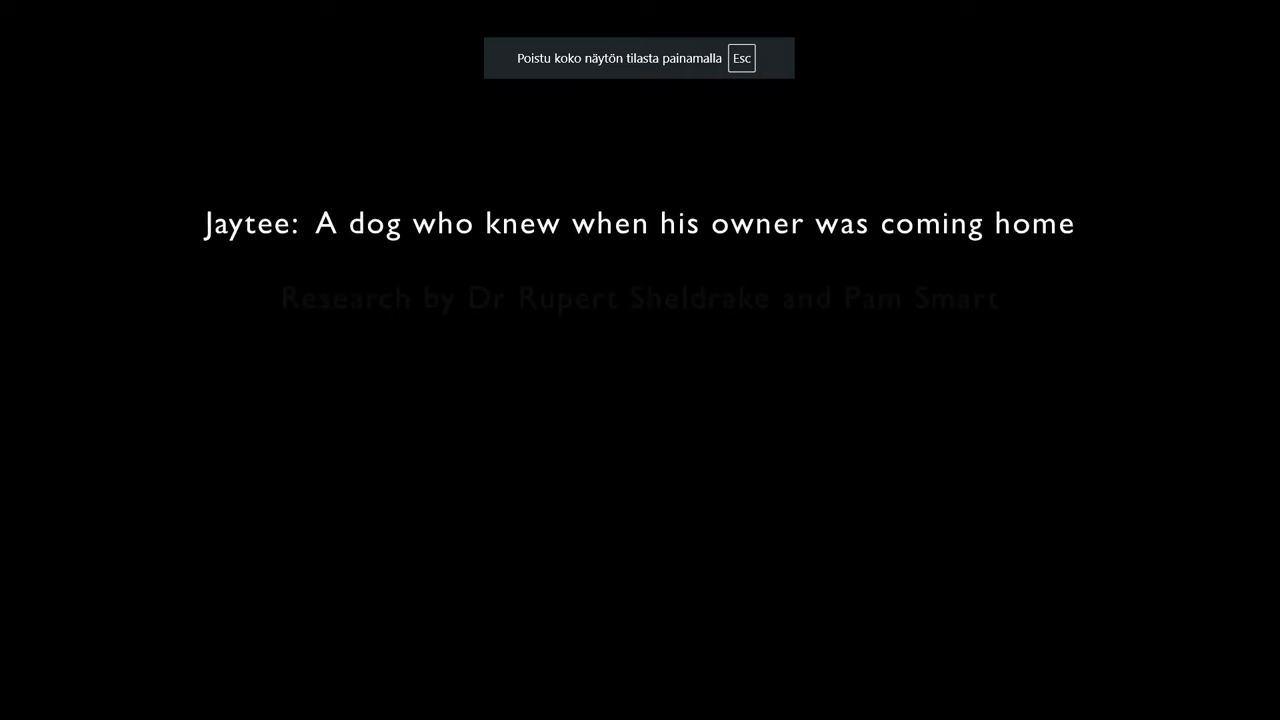 Poistu koko näytön tilasta painamalla Esc
Jaytee: A dog who knew when his owner was coming home
Research by Dr Rupert Sheldrake and Pam Smart